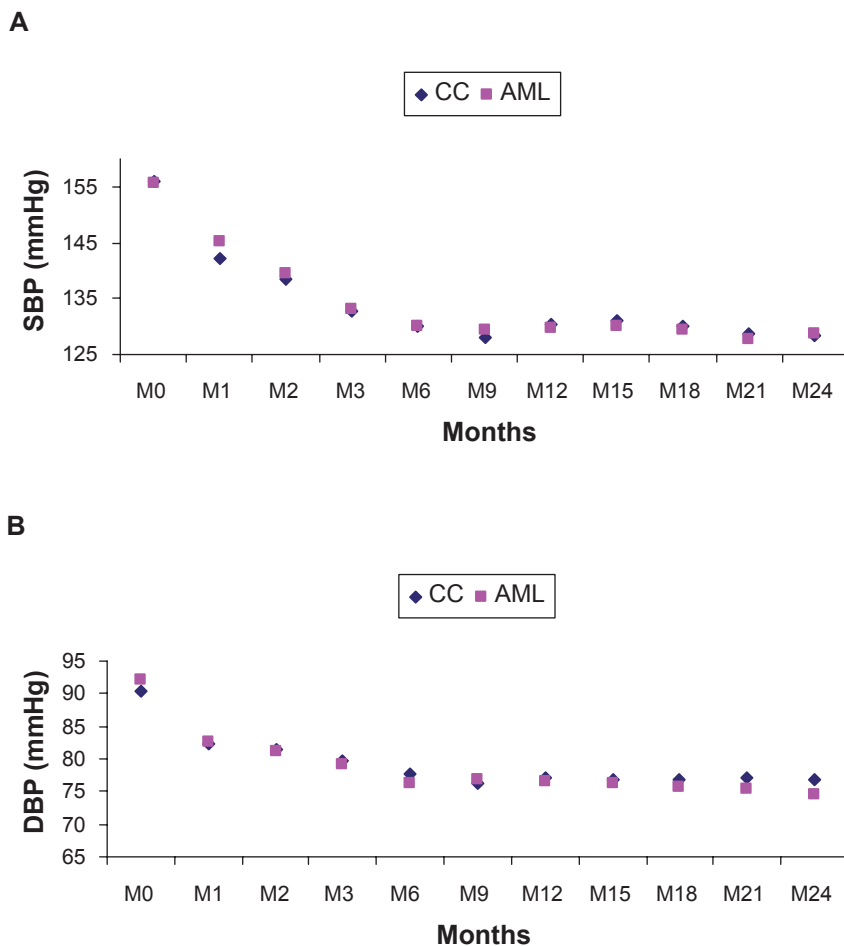 A
CC AML
155
145
135
125
SBP (mmHg)
M0 M1 M2 M3 M6 M9 M12 M15 M18 M21 M24
Months
B
CC AML
95
90
85
80
75
70
65
DBP (mmHg)
M0 M1 M2 M3 M6 M9 M12 M15 M18 M21 M24
Months